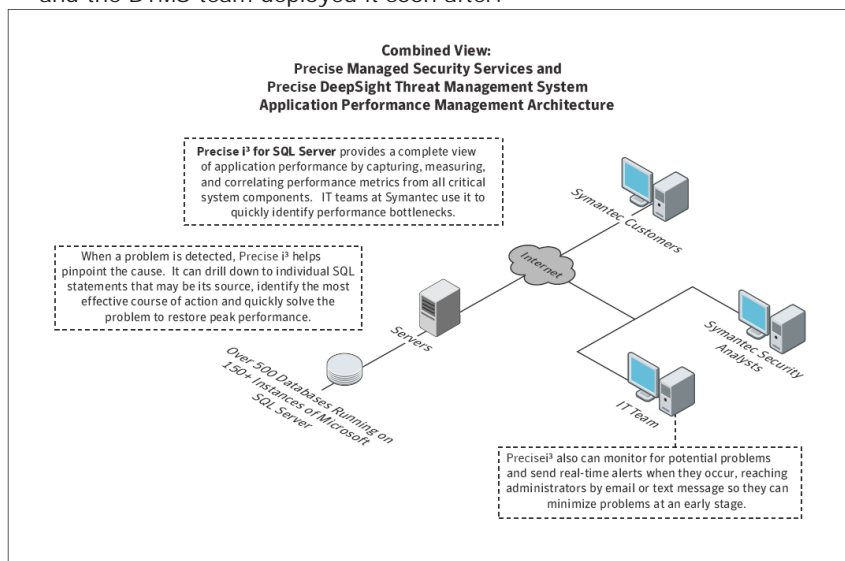 and the DTMS team deployed it soon after.
Combined View:
Precise Managed Security Services and
Precise DeepSight Threat Management System
Application Performance Management Architecture
Precise i³ for SQL Server provides a complete view
of application performance by capturing, measuring,
and correlating performance metrics from all critical
system components. IT teams at Symantec use it to
quickly identify performance bottlenecks.
Symantec Customers
When a problem is detected, Precise i³ helps
pinpoint the cause. It can drill down to individual SQL
statements that may be its source, identify the most
effective course of action and quickly solve the
problem to restore peak performance.
Internet
Servers
Symantec Security
Analysts
Over 500 Databases Running on
150+ Instances of Microsoft
SQL Server
IT Team
Precisei³ also can monitor for potential problems
and send real-time alerts when they occur, reaching
administrators by email or text message so they can
minimize problems at an early stage.